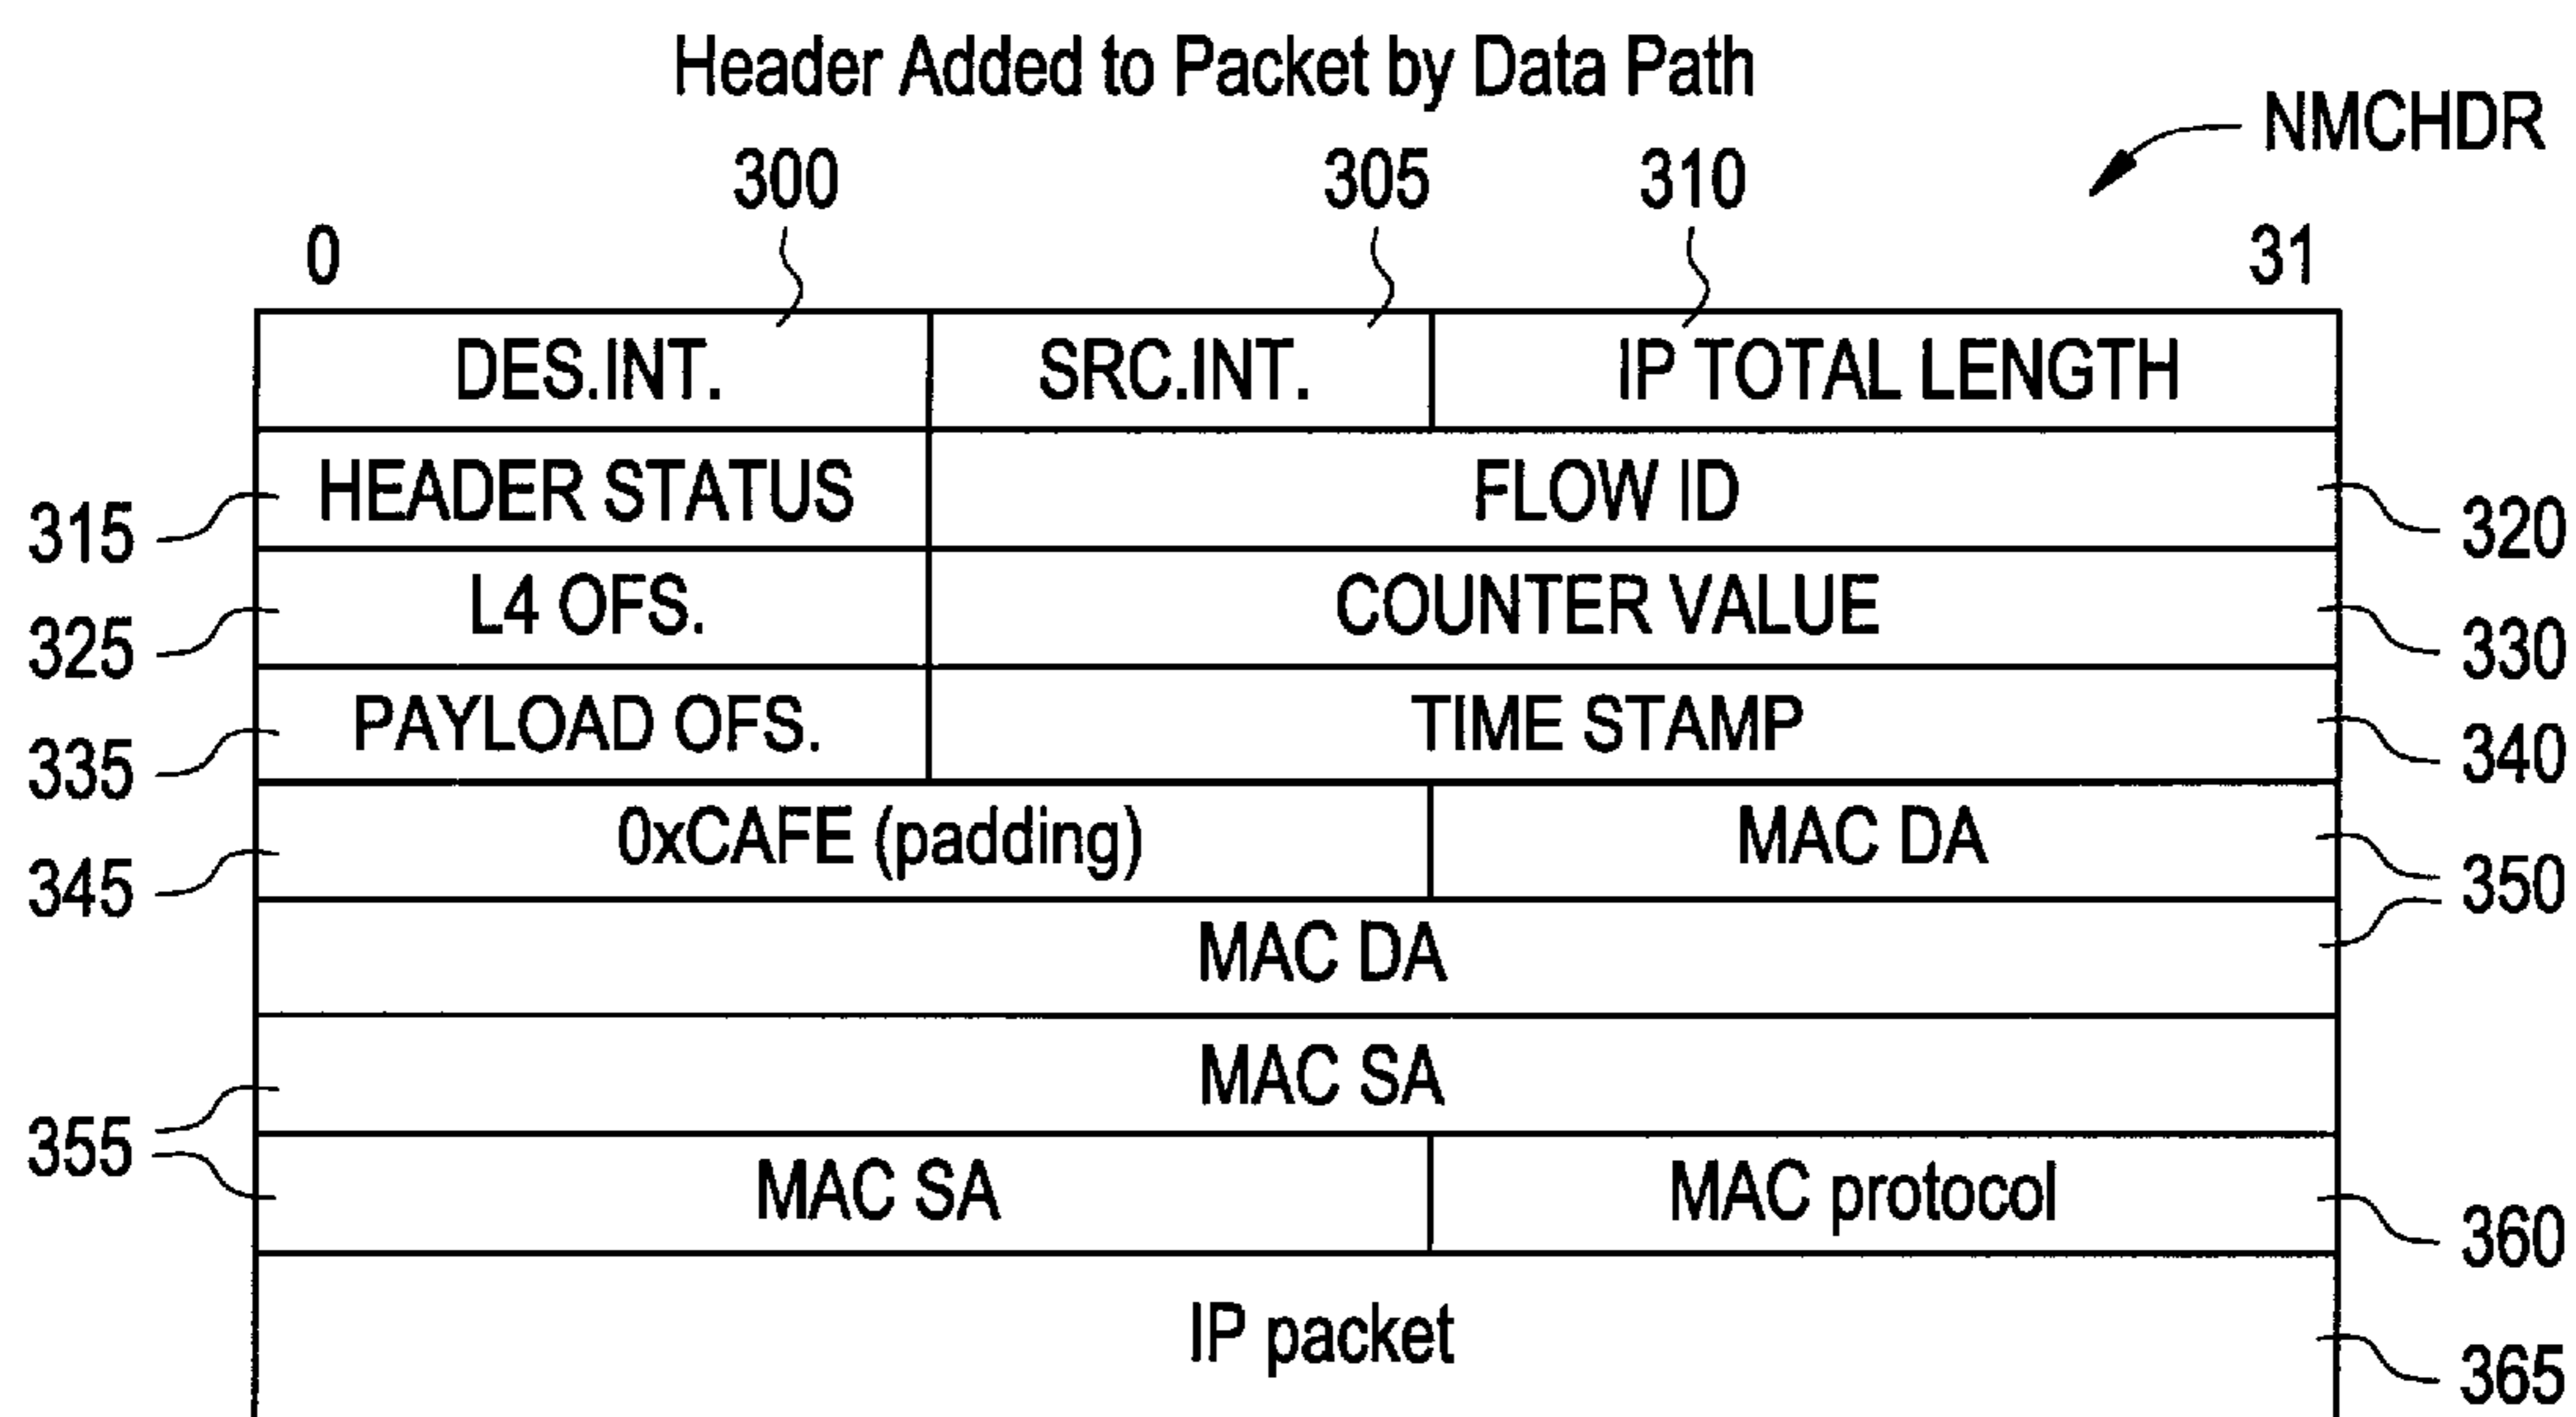 Header Added to Packet by Data Path
NMCHDR
300 305 310
0 31
DES.INT. SRC.INT. IP TOTAL LENGTH
315 HEADER STATUS FLOW ID 320
325 L4 OFS. COUNTER VALUE 330
335 PAYLOAD OFS. TIME STAMP 340
345 0xCAFE (padding) MAC DA 350
MAC DA
MAC SA
355 MAC SA MAC protocol 360
IP packet 365